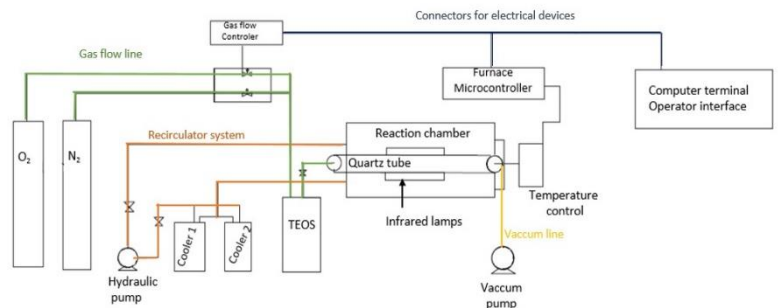 Gas flow
Controler
Connectors for electrical devices
Gas flow line
Furnace
Microcontroller
Computer terminal
Operator interface
O₂
N₂
Recirculator system
Reaction chamber
Quartz tube
Infrared lamps
Temperature
control
TEOS
Cooler 1
Cooler 2
Vaccum line
Hydraulic
pump
Vaccum
pump